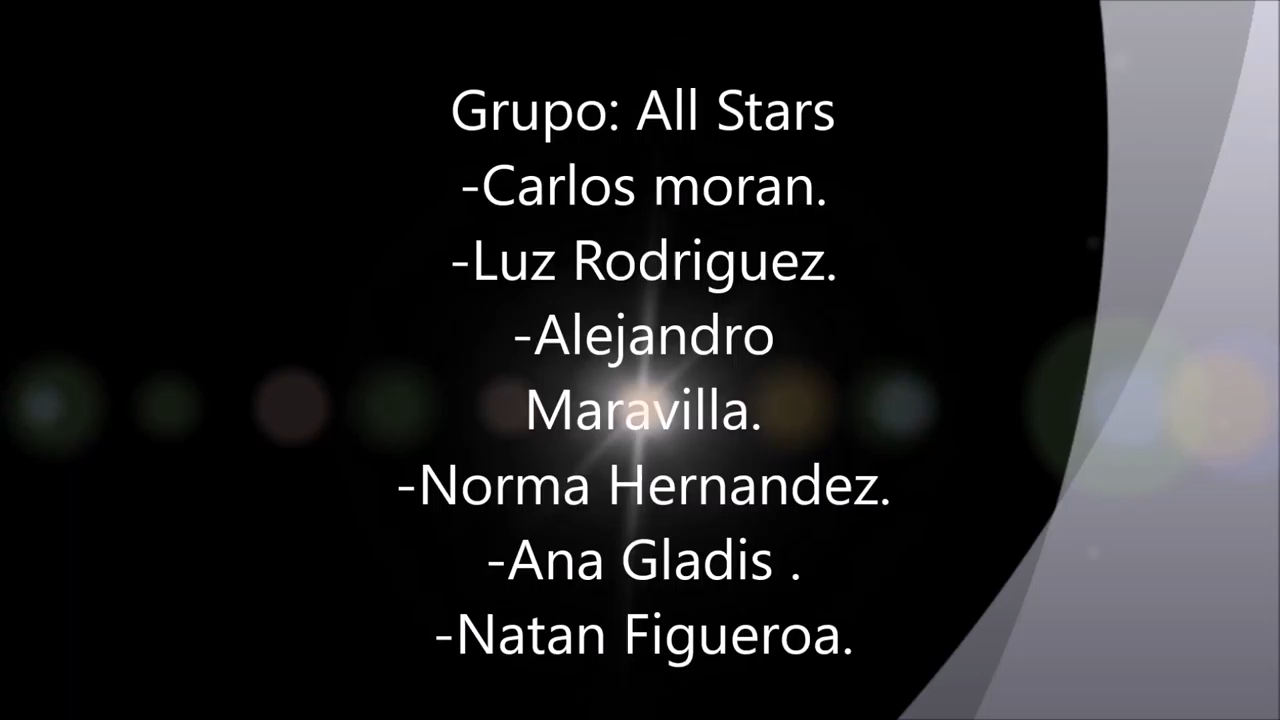 Grupo: All Stars
-Carlos moran.
-Luz Rodriguez.
-Alejandro
Maravilla.
-Norma Hernandez.
-Ana Gladis .
-Natan Figueroa.